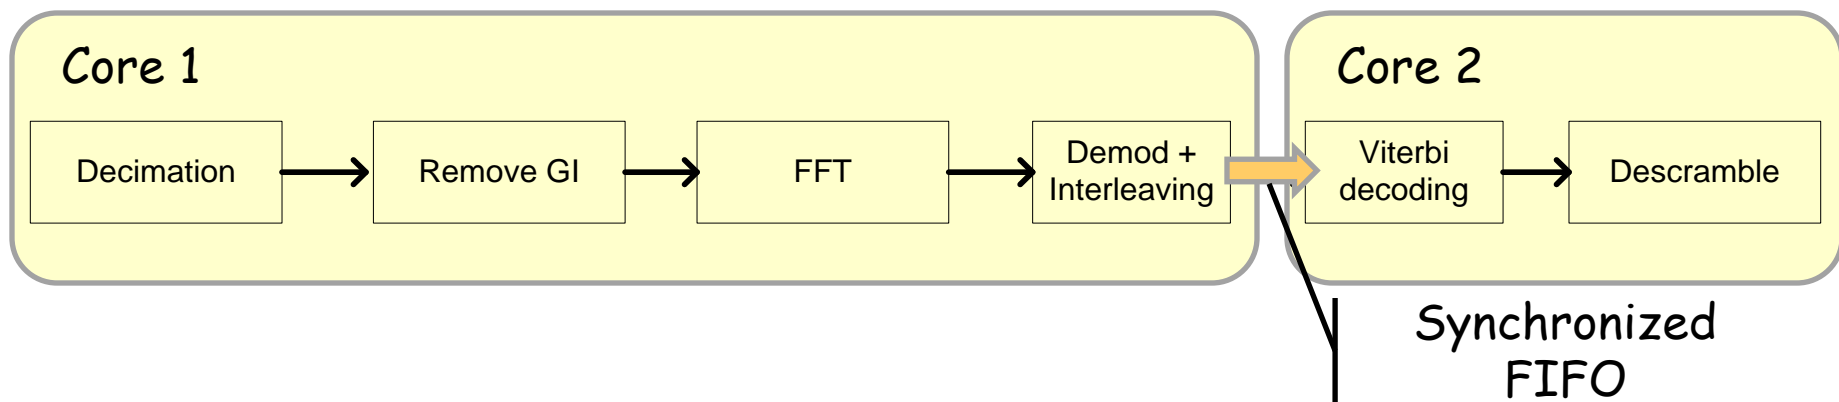 Core 1
Core 2
Decimation
Remove GI
FFT
Demod +
Interleaving
Viterbi
decoding
Descramble
Synchronized
FIFO